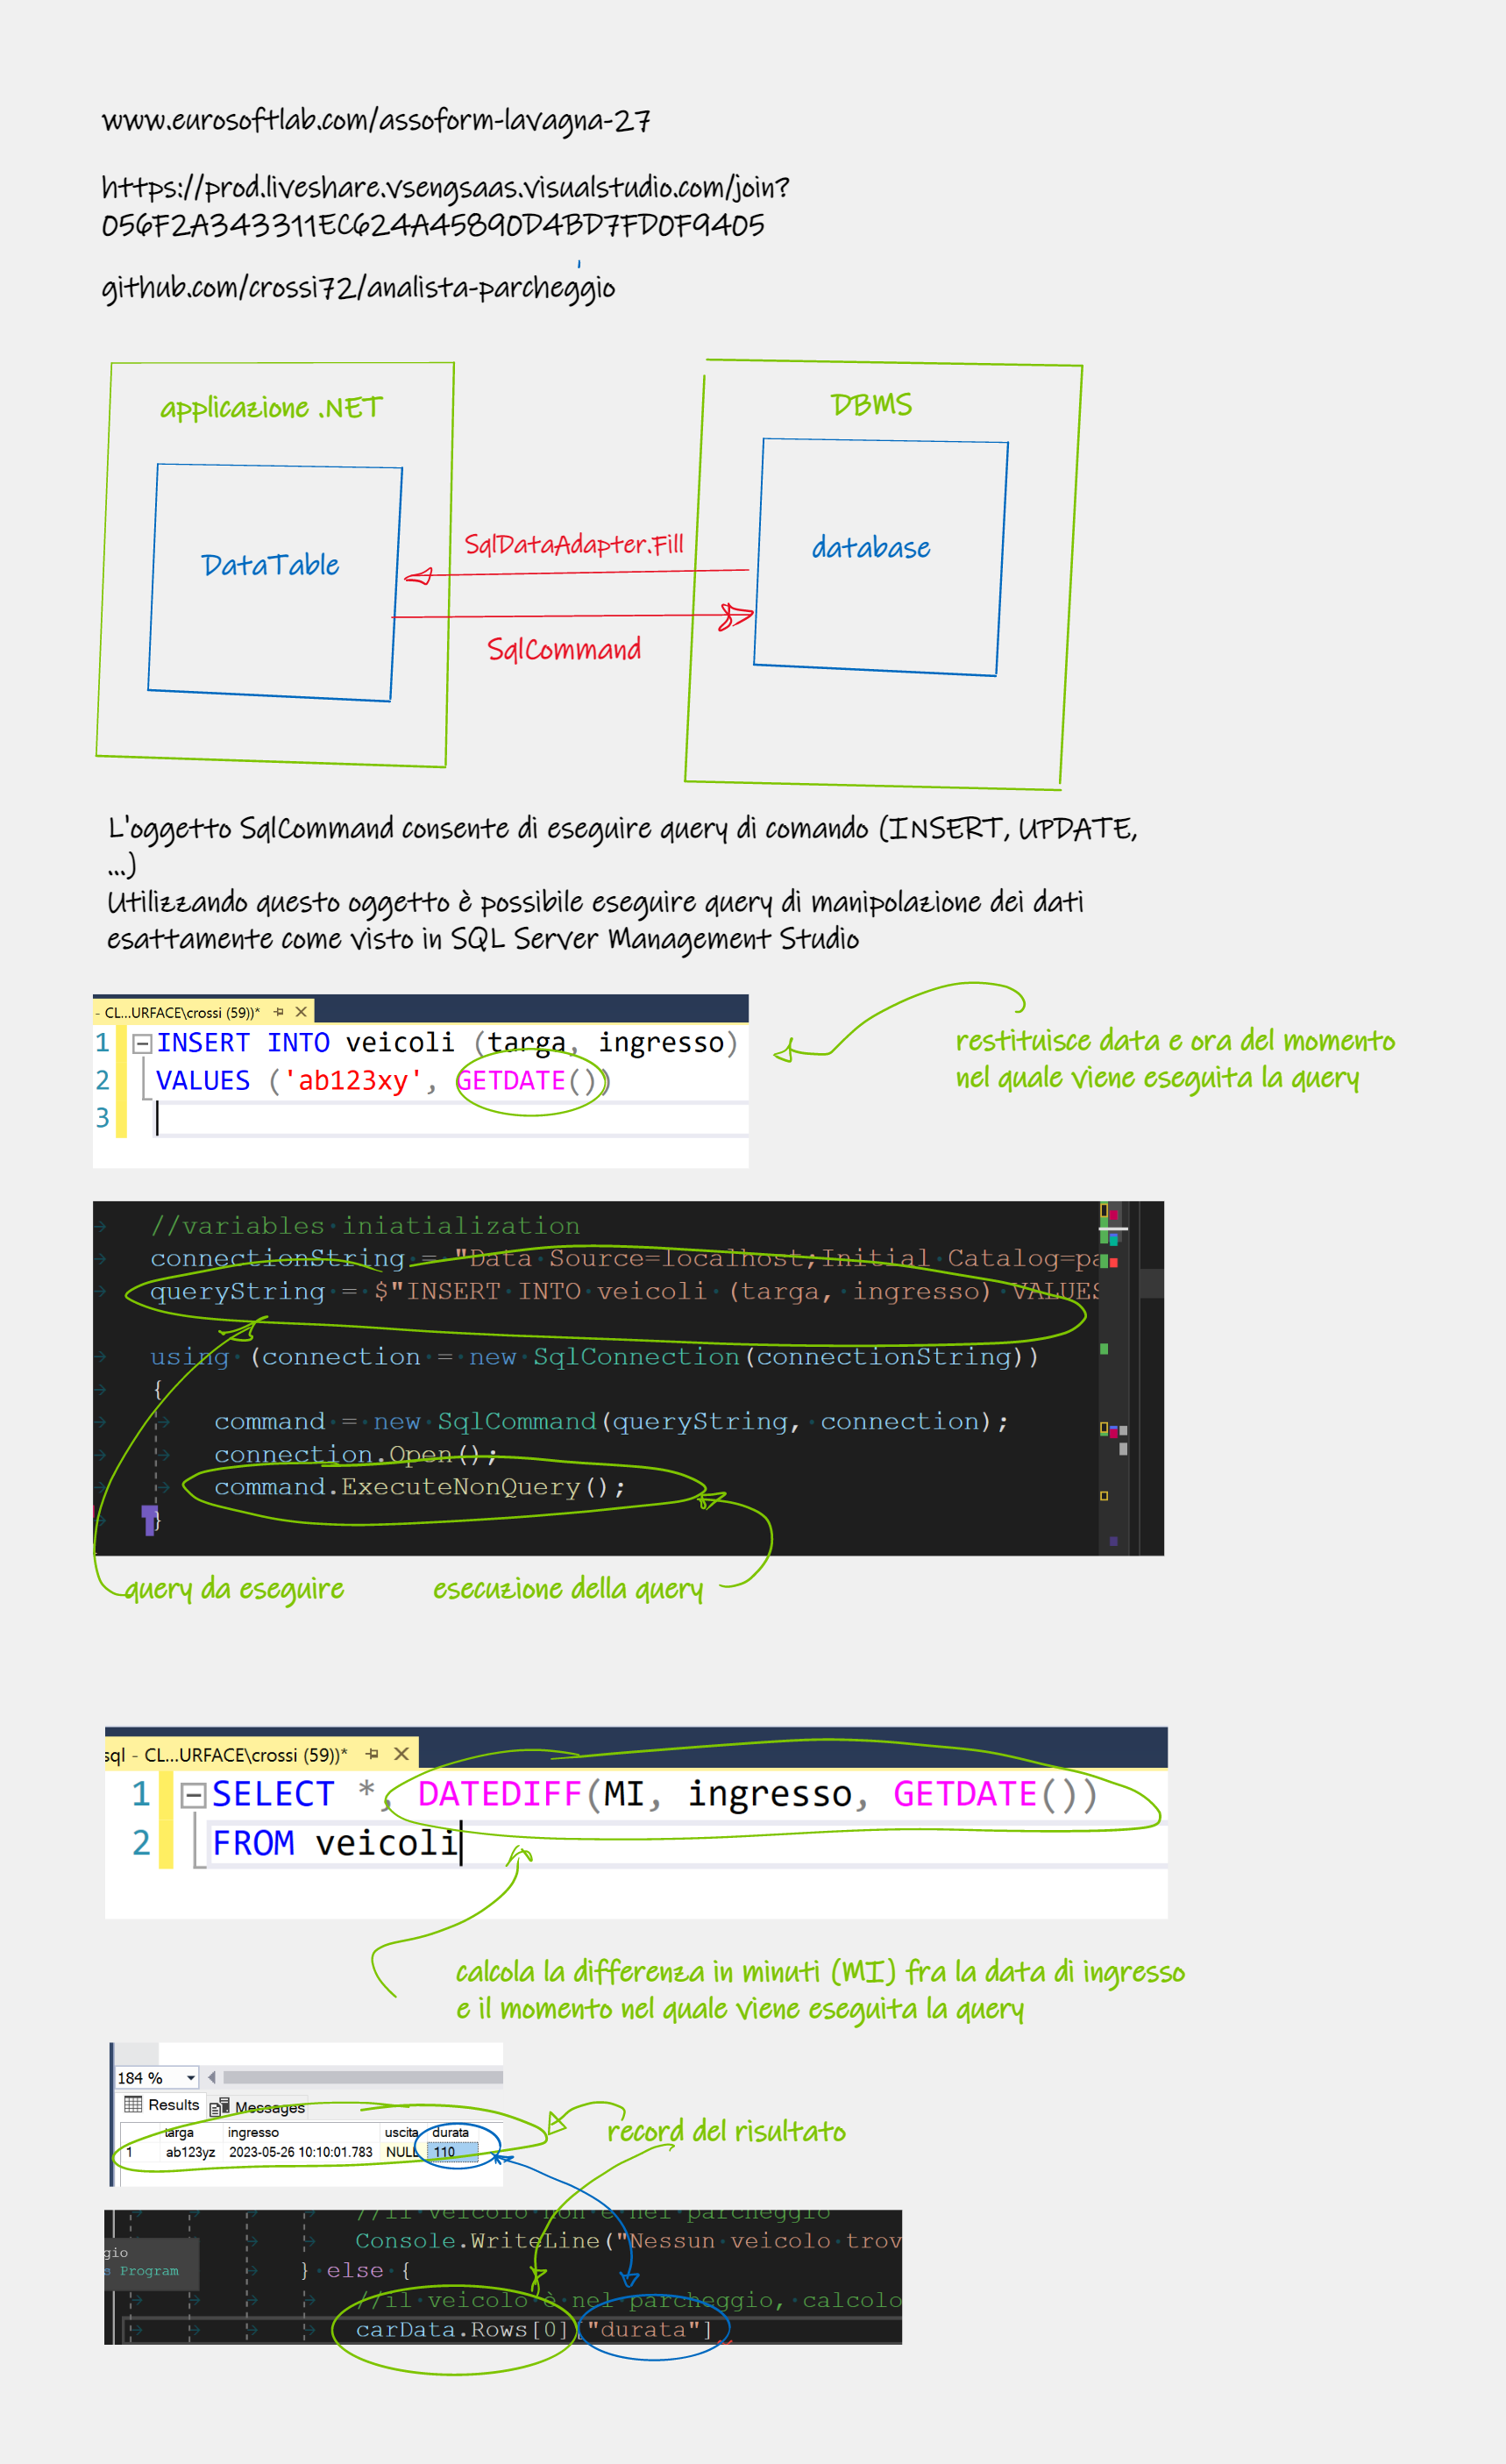 www.eurosoftlab.com/assoform-lavagna-27
https://prod.liveshare.vsengsaas.visualstudio.com/join?
056F2A343311EC624A45890D4BD7FD0F9405
github.com/crossi72/analista-parcheggio
applicazione .NET
DBMS
DataTable
SqlDataAdapter.Fill
database
SqlCommand
L'oggetto SqlCommand consente di eseguire query di comando (INSERT, UPDATE,
...)
Utilizzando questo oggetto è possibile eseguire query di manipolazione dei dati
esattamente come visto in SQL Server Management Studio
- CL...URFACE\crossi (59))*
1 INSERT INTO veicoli (targa, ingresso)
2 VALUES ('ab123xy', GETDATE())
3
restituisce data e ora del momento
nel quale viene eseguita la query
//variables iniatialization
connectionString = "Data Source=localhost;Initial Catalog=pa
queryString = $"INSERT INTO veicoli (targa, ingresso) VALUES
using (connection = new SqlConnection(connectionString))
{
command = new SqlCommand(queryString, connection);
connection.Open();
command.ExecuteNonQuery();
}
query da eseguire
esecuzione della query
sql - CL...URFACE\crossi (59))*
1 SELECT *, DATEDIFF(MI, ingresso, GETDATE())
2 FROM veicoli
calcola la differenza in minuti (MI) fra la data di ingresso
e il momento nel quale viene eseguita la query
184 %
Results Messages
targa ingresso uscita durata
1 ab123yz 2023-05-26 10:10:01.783 NULL 110
record del risultato
//il veicolo non è nel parcheggio
Console.WriteLine("Nessun veicolo trov
gio
s Program
} else {
//il veicolo è nel parcheggio, calcolo
carData.Rows[0]["durata"]